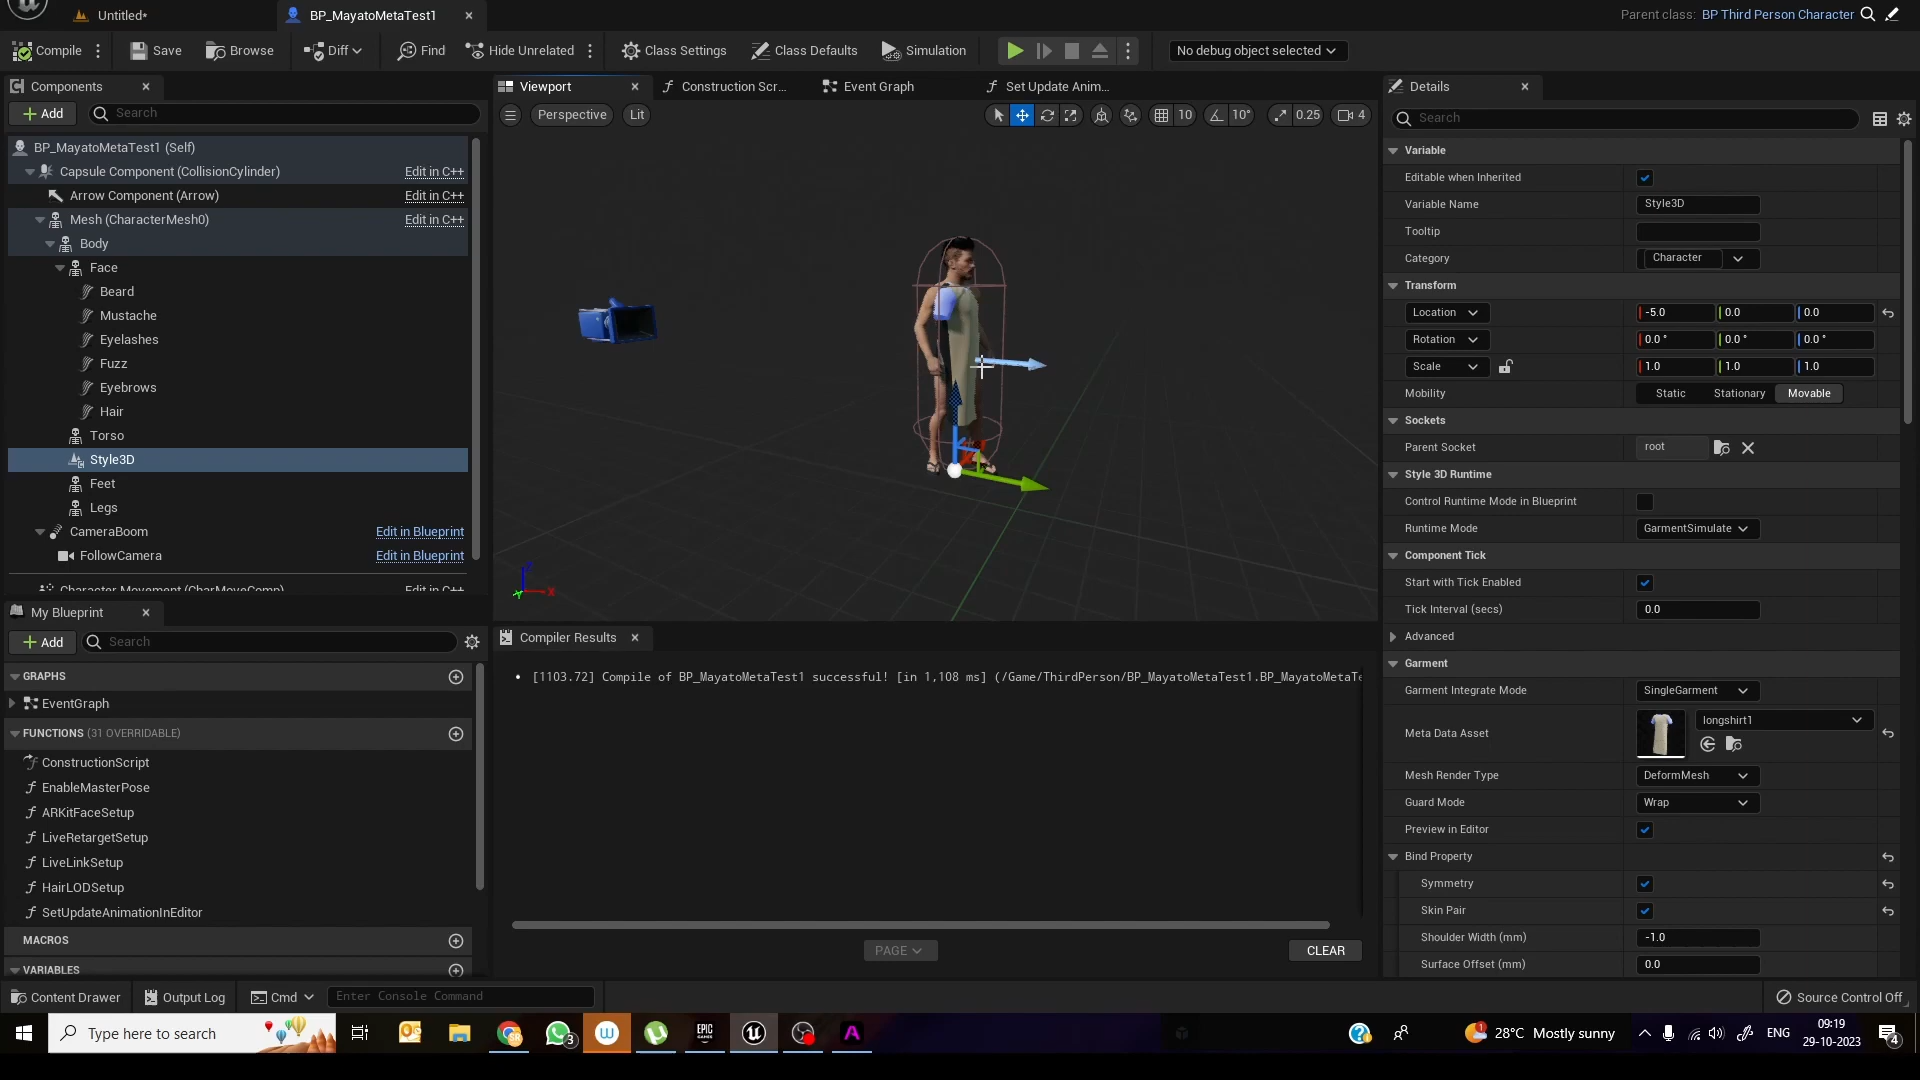 Untitled*
BP_MayatoMetaTest1
Parent class: BP Third Person Character
Compile
Save
Browse
Diff
Find
Hide Unrelated
Class Settings
Class Defaults
Simulation
No debug object selected
Components
Add
Search
BP_MayatoMetaTest1 (Self)
Capsule Component (CollisionCylinder) Edit in C++
Arrow Component (Arrow) Edit in C++
Mesh (CharacterMesh0) Edit in C++
Body
Face
Beard
Mustache
Eyelashes
Fuzz
Eyebrows
Hair
Torso
Style3D
Feet
Legs
CameraBoom Edit in Blueprint
FollowCamera Edit in Blueprint
Character Movement (CharMoveComp) Edit in C++
My Blueprint
Add
Search
GRAPHS
EventGraph
FUNCTIONS (31 OVERRIDABLE)
ConstructionScript
EnableMasterPose
ARKitFaceSetup
LiveRetargetSetup
LiveLinkSetup
HairLODSetup
SetUpdateAnimationInEditor
MACROS
VARIABLES
Viewport
Construction Scr...
Event Graph
Set Update Anim...
Perspective
Lit
10
10°
0.25
4
X
Compiler Results
[1103.72] Compile of BP_MayatoMetaTest1 successful! [in 1,108 ms] (/Game/ThirdPerson/BP_MayatoMetaTest1.BP_MayatoMetaTe
PAGE
CLEAR
Details
Search
Variable
Editable when Inherited
Variable Name Style3D
Tooltip
Category Character
Transform
Location -5.0 0.0 0.0
Rotation 0.0° 0.0° 0.0°
Scale 1.0 1.0 1.0
Mobility Static Stationary Movable
Sockets
Parent Socket root
Style 3D Runtime
Control Runtime Mode in Blueprint
Runtime Mode GarmentSimulate
Component Tick
Start with Tick Enabled
Tick Interval (secs) 0.0
Advanced
Garment
Garment Integrate Mode SingleGarment
Meta Data Asset longshirt1
Mesh Render Type DeformMesh
Guard Mode Wrap
Preview in Editor
Bind Property
Symmetry
Skin Pair
Shoulder Width (mm) -1.0
Surface Offset (mm) 0.0
Content Drawer
Output Log
Cmd
Enter Console Command
Source Control Off
Type here to search
3
EPIC GAMES
28°C Mostly sunny
ENG
09:19
29-10-2023
4